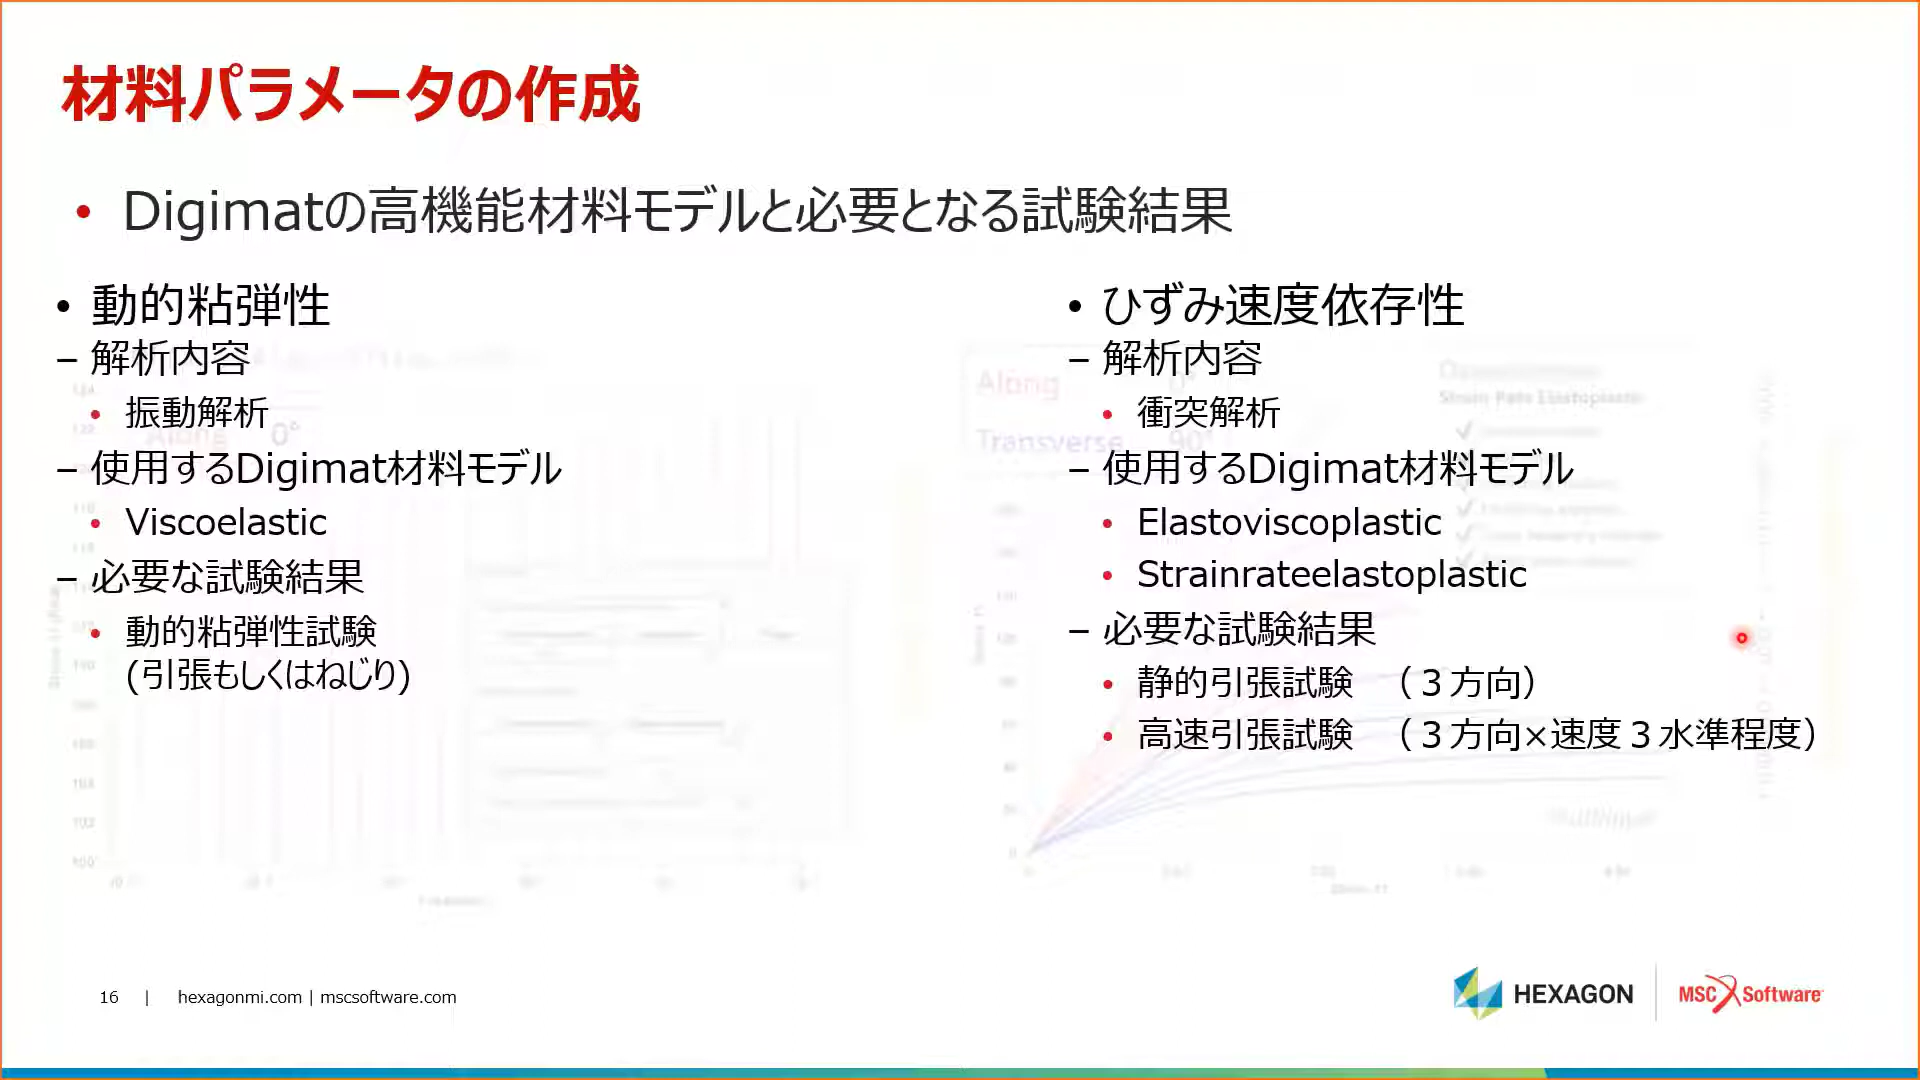 材料パラメータの作成
• Digimatの高機能材料モデルと必要となる試験結果
• 動的粘弾性
– 解析内容
• 振動解析
– 使用するDigimat材料モデル
• Viscoelastic
– 必要な試験結果
• 動的粘弾性試験
(引張もしくはねじり)
• ひずみ速度依存性
– 解析内容
• 衝突解析
– 使用するDigimat材料モデル
• Elastoviscoplastic
• Strainrateelastoplastic
– 必要な試験結果
• 静的引張試験　（３方向）
• 高速引張試験　（３方向×速度３水準程度）
Along 0°
Along 0°
Transverse 90°
16 | hexagonmi.com | mscsoftware.com
HEXAGON
MSC Software